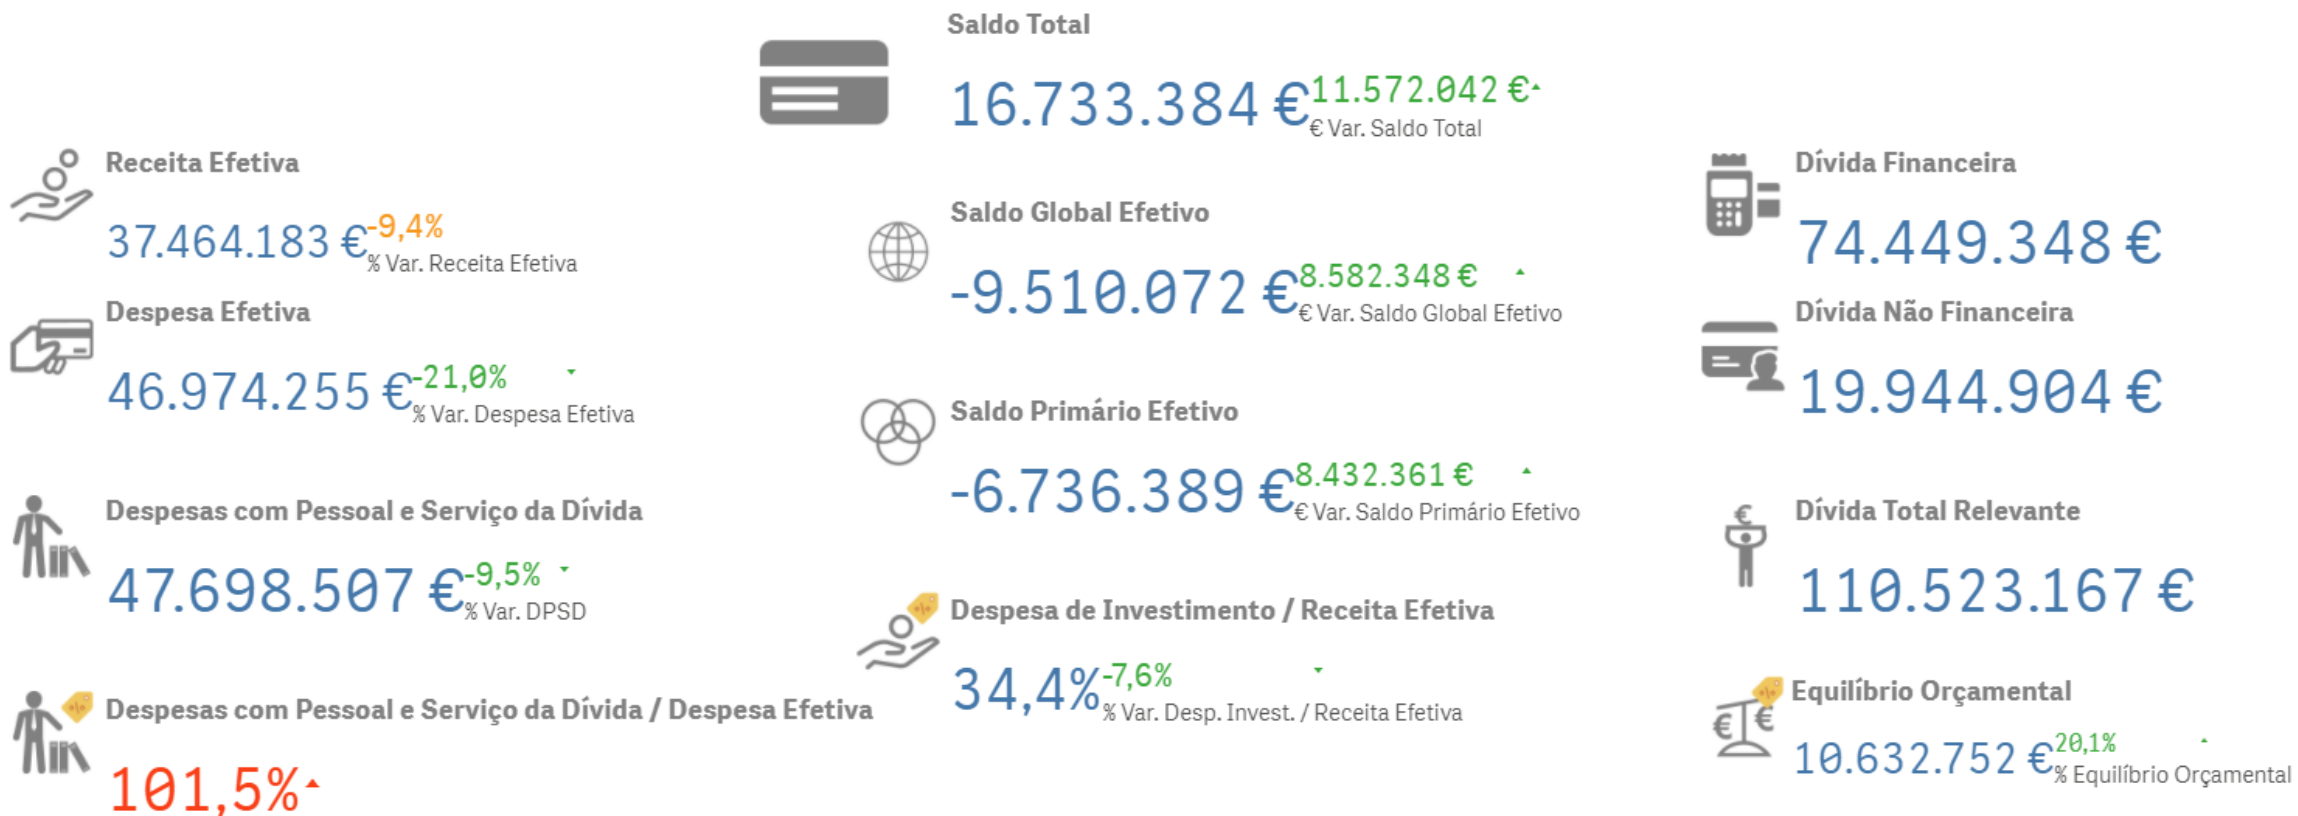 Saldo Total
16.733.384 €
11.572.042 €
€ Var. Saldo Total
Receita Efetiva
37.464.183 €
-9,4%
% Var. Receita Efetiva
Despesa Efetiva
46.974.255 €
-21,0%
% Var. Despesa Efetiva
Despesas com Pessoal e Serviço da Dívida
47.698.507 €
-9,5%
% Var. DPSD
Despesas com Pessoal e Serviço da Dívida / Despesa Efetiva
101,5%
Saldo Global Efetivo
-9.510.072 €
8.582.348 €
€ Var. Saldo Global Efetivo
Saldo Primário Efetivo
-6.736.389 €
8.432.361 €
€ Var. Saldo Primário Efetivo
Despesa de Investimento / Receita Efetiva
34,4%
-7,6%
% Var. Desp. Invest. / Receita Efetiva
Dívida Financeira
74.449.348 €
Dívida Não Financeira
19.944.904 €
Dívida Total Relevante
110.523.167 €
Equilíbrio Orçamental
10.632.752 €
20,1%
% Equilíbrio Orçamental